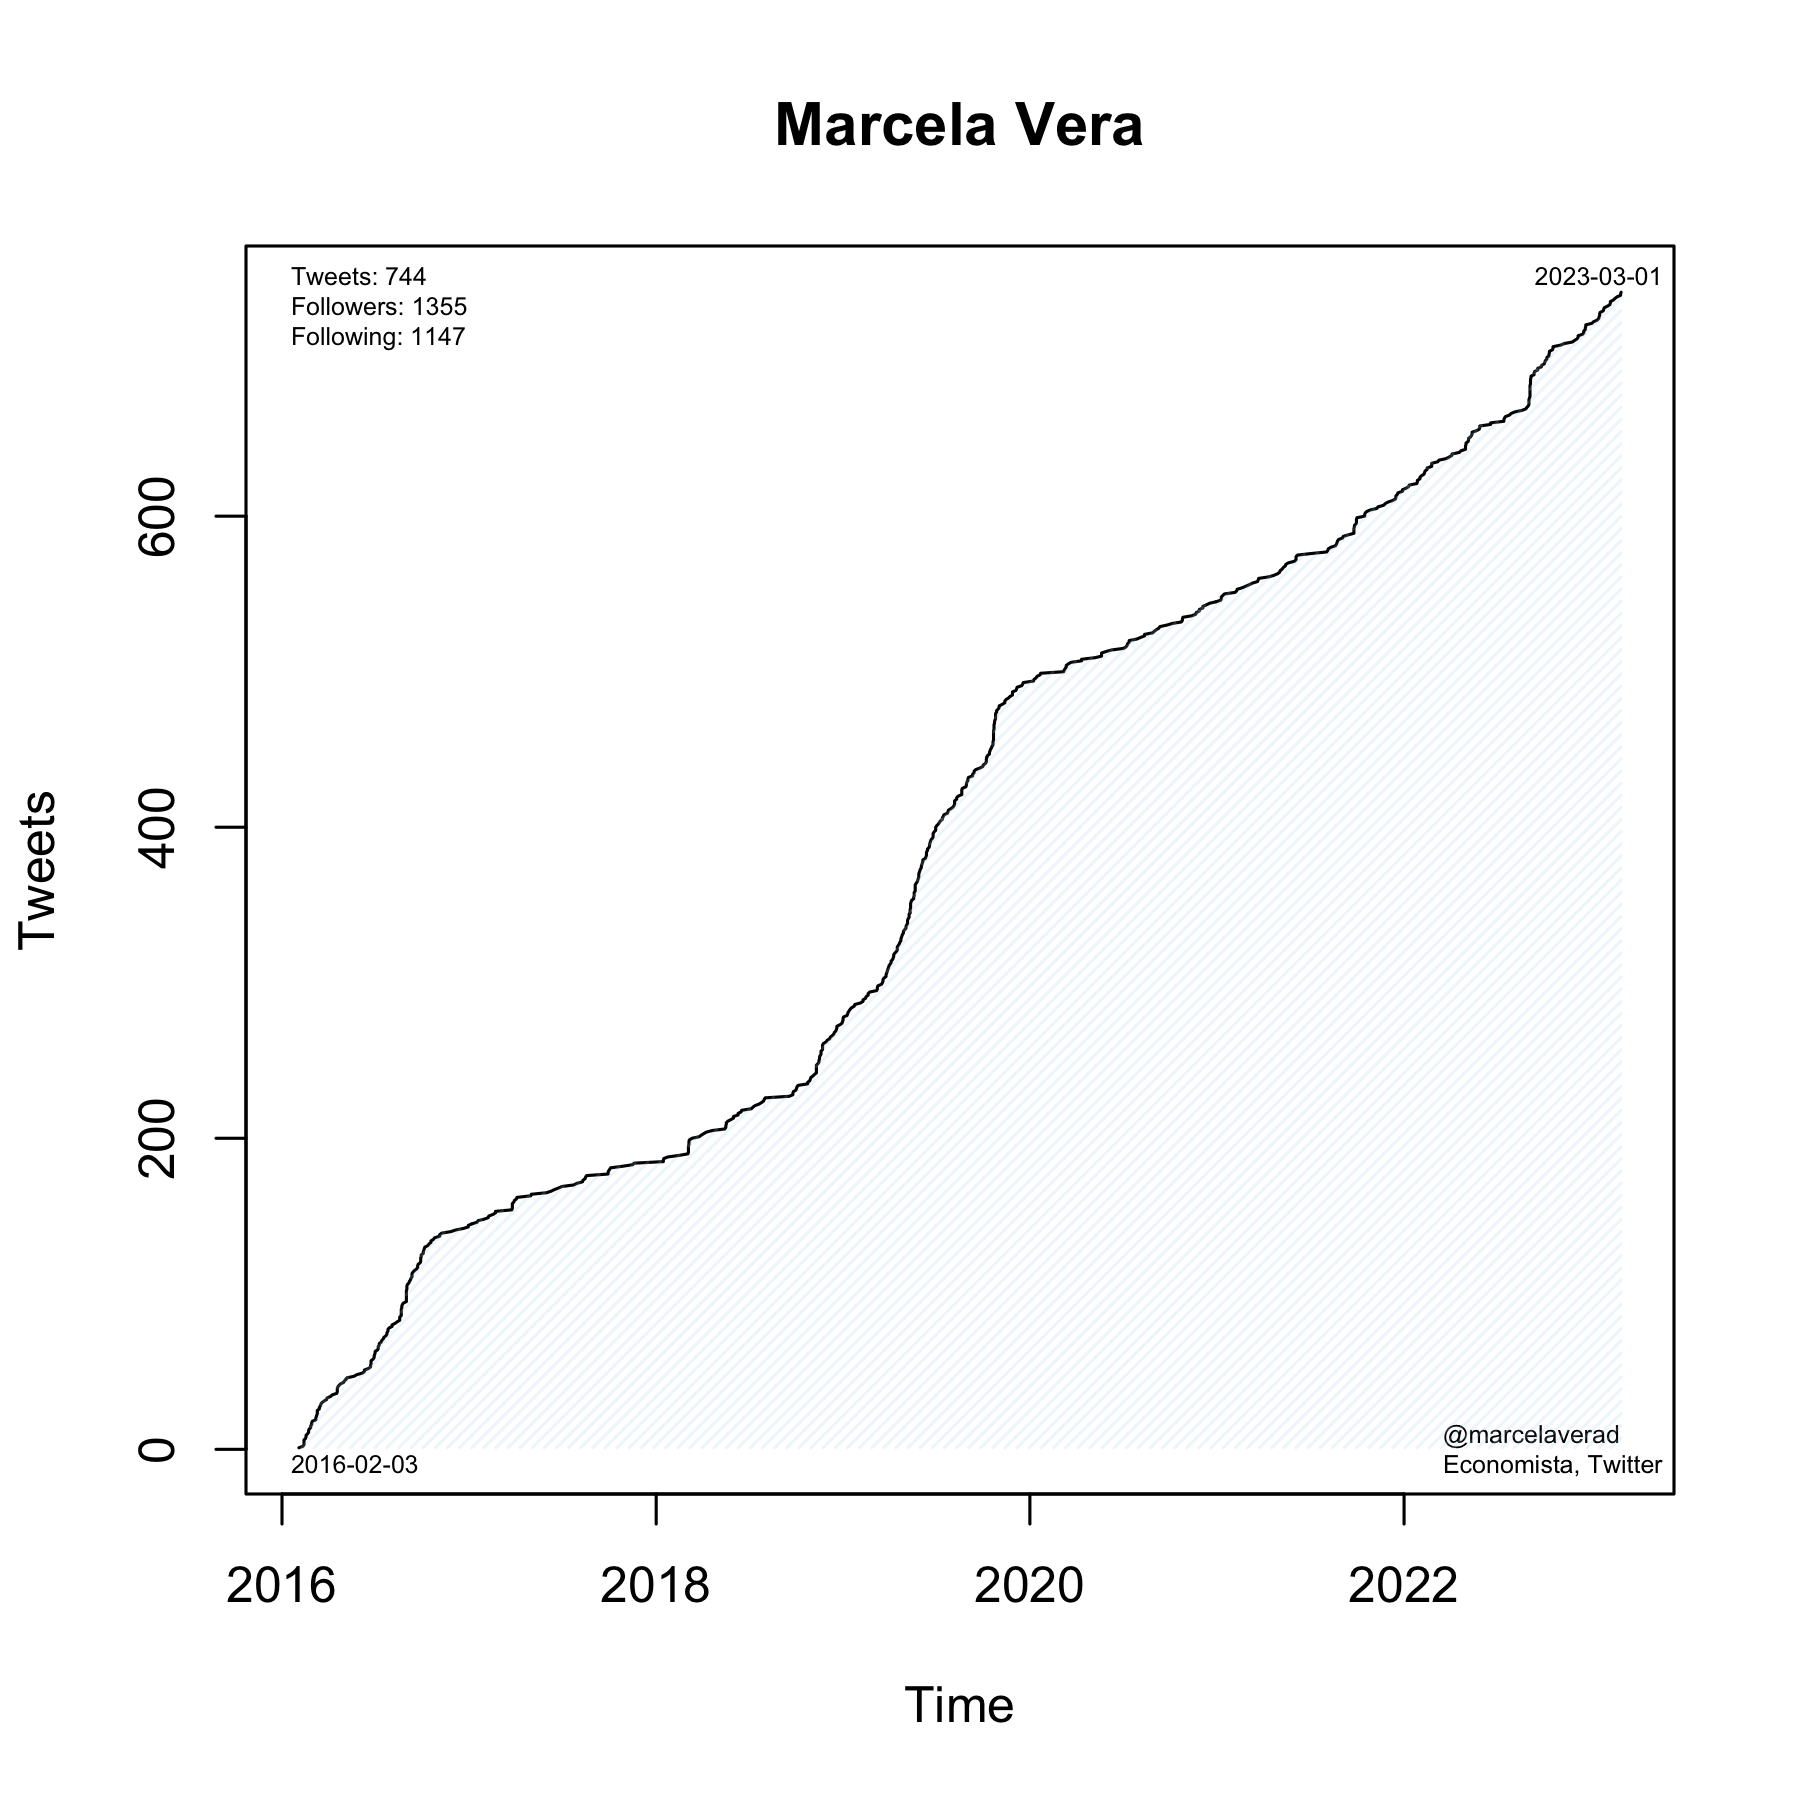 Marcela Vera
Tweets: 744
Followers: 1355
Following: 1147
2023-03-01
600
400
200
0
Tweets
2016-02-03
@marcelaverad
Economista, Twitter
2016
2018
2020
2022
Time